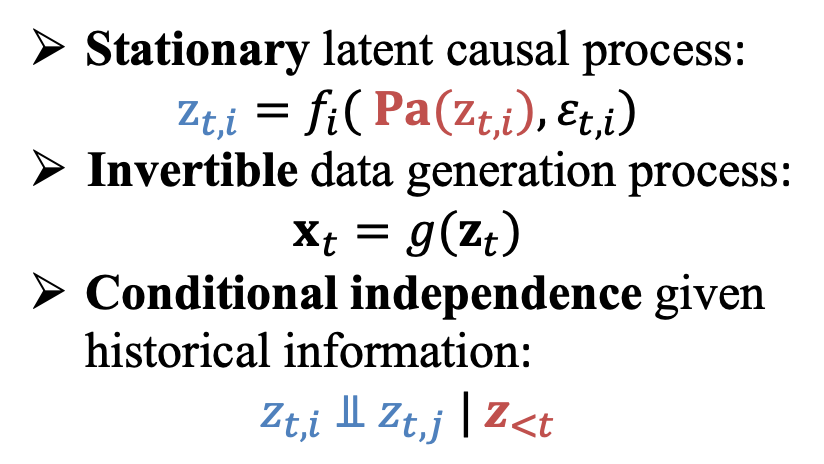 ➢ Stationary latent causal process:
z_{t,i} = f_i( Pa(z_{t,i}), ε_{t,i})
➢ Invertible data generation process:
x_t = g(z_t)
➢ Conditional independence given
historical information:
z_{t,i} ⫫ z_{t,j} | z_{<t}